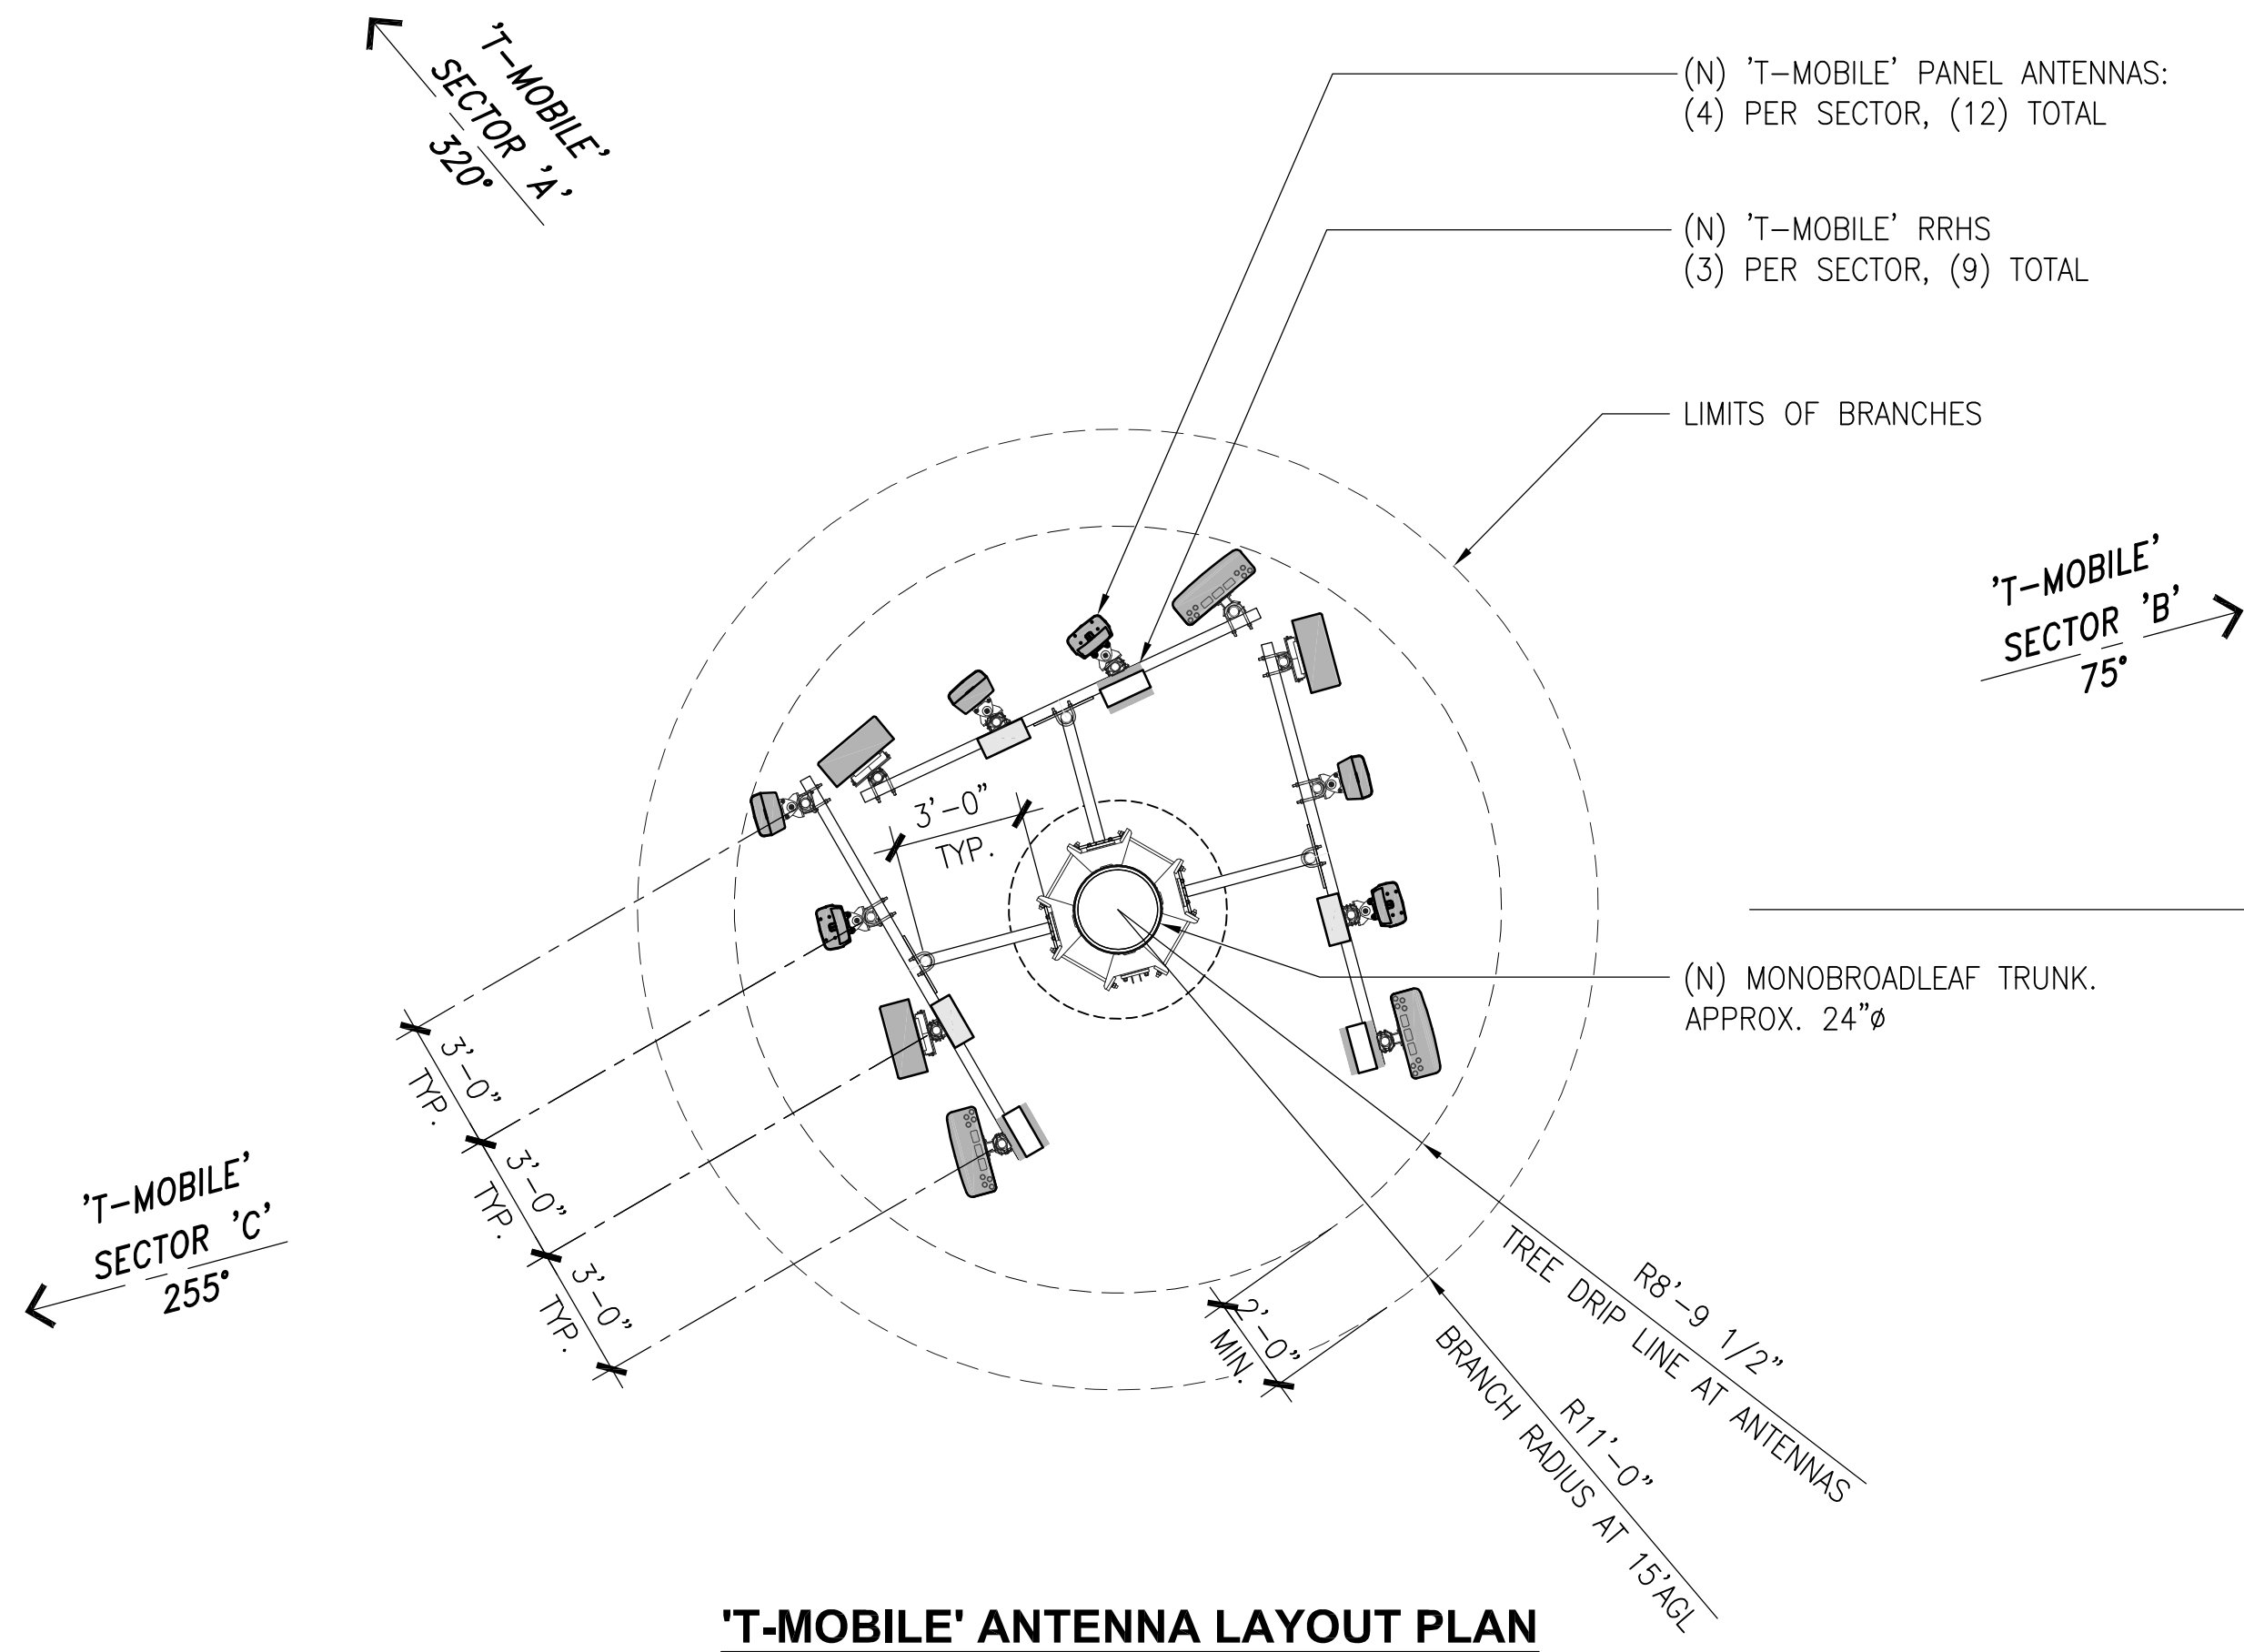 'T-MOBILE'
SECTOR 'A'
320°
(N) 'T-MOBILE' PANEL ANTENNAS:
(4) PER SECTOR, (12) TOTAL
(N) 'T-MOBILE' RRHS
(3) PER SECTOR, (9) TOTAL
LIMITS OF BRANCHES
'T-MOBILE'
SECTOR 'B'
75°
3'-0"
TYP.
(N) MONOBROADLEAF TRUNK.
APPROX. 24"ø
3'-0"
TYP.
3'-0"
TYP.
3'-0"
TYP.
'T-MOBILE'
SECTOR 'C'
255°
2'-0"
MIN.
R8'-9 1/2"
TREE DRIP LINE AT ANTENNAS
R11'-0"
BRANCH RADIUS AT 15'AGL
'T-MOBILE' ANTENNA LAYOUT PLAN